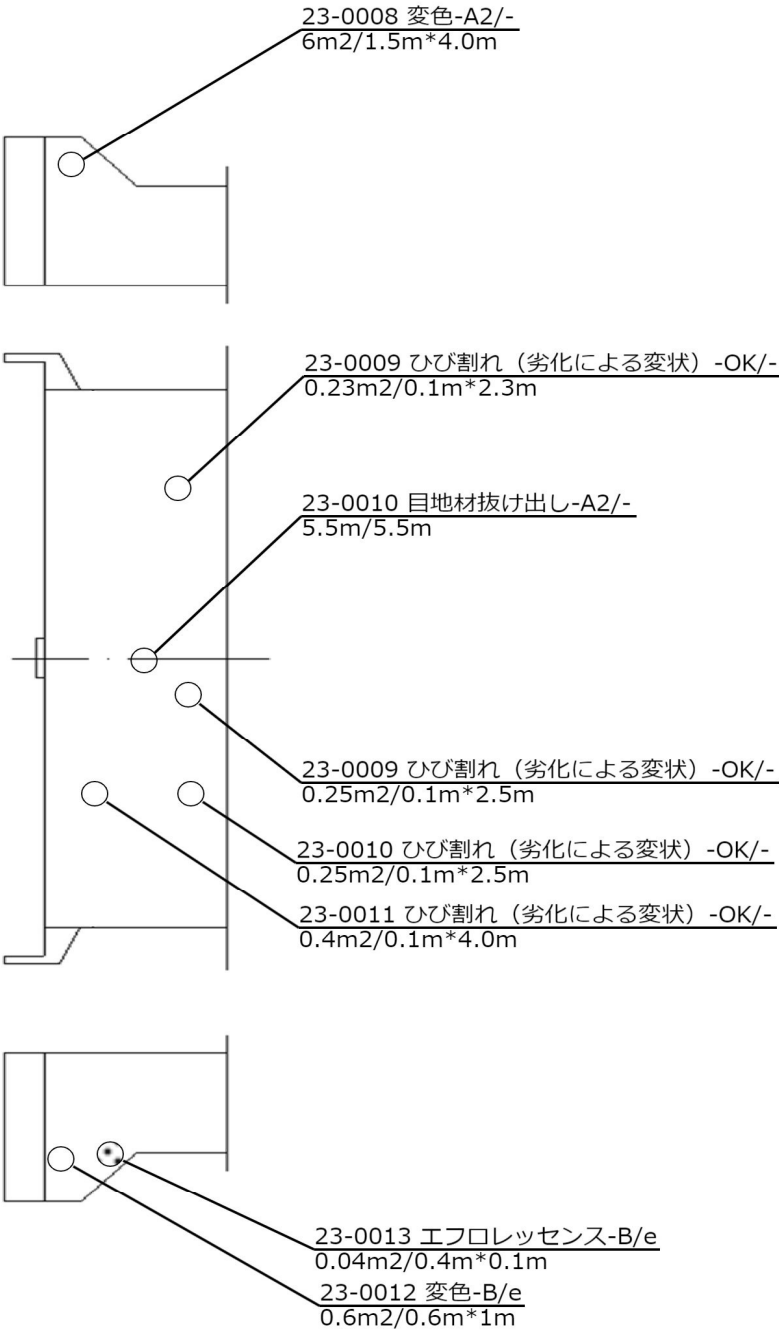 23-0008 変色-A2/-
6m2/1.5m*4.0m
23-0009 ひび割れ（劣化による変状）-OK/-
0.23m2/0.1m*2.3m
23-0010 目地材抜け出し-A2/-
5.5m/5.5m
23-0009 ひび割れ（劣化による変状）-OK/-
0.25m2/0.1m*2.5m
23-0010 ひび割れ（劣化による変状）-OK/-
0.25m2/0.1m*2.5m
23-0011 ひび割れ（劣化による変状）-OK/-
0.4m2/0.1m*4.0m
23-0013 エフロレッセンス-B/e
0.04m2/0.4m*0.1m
23-0012 変色-B/e
0.6m2/0.6m*1m